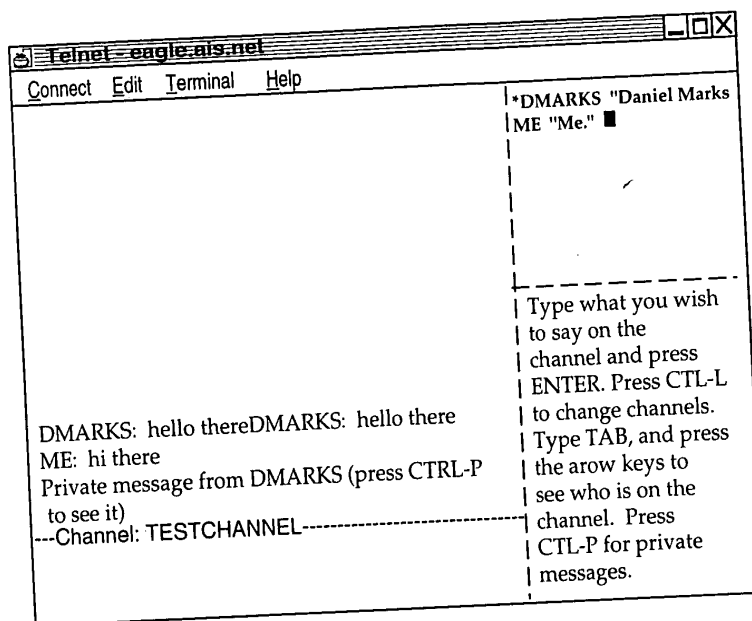 Telnet - eagle.ais.net
Connect Edit Terminal Help
*DMARKS "Daniel Marks
ME "Me."
Type what you wish
to say on the
channel and press
ENTER. Press CTL-L
to change channels.
Type TAB, and press
the arow keys to
see who is on the
channel. Press
CTL-P for private
messages.
DMARKS: hello thereDMARKS: hello there
ME: hi there
Private message from DMARKS (press CTRL-P
to see it)
---Channel: TESTCHANNEL-------------------------